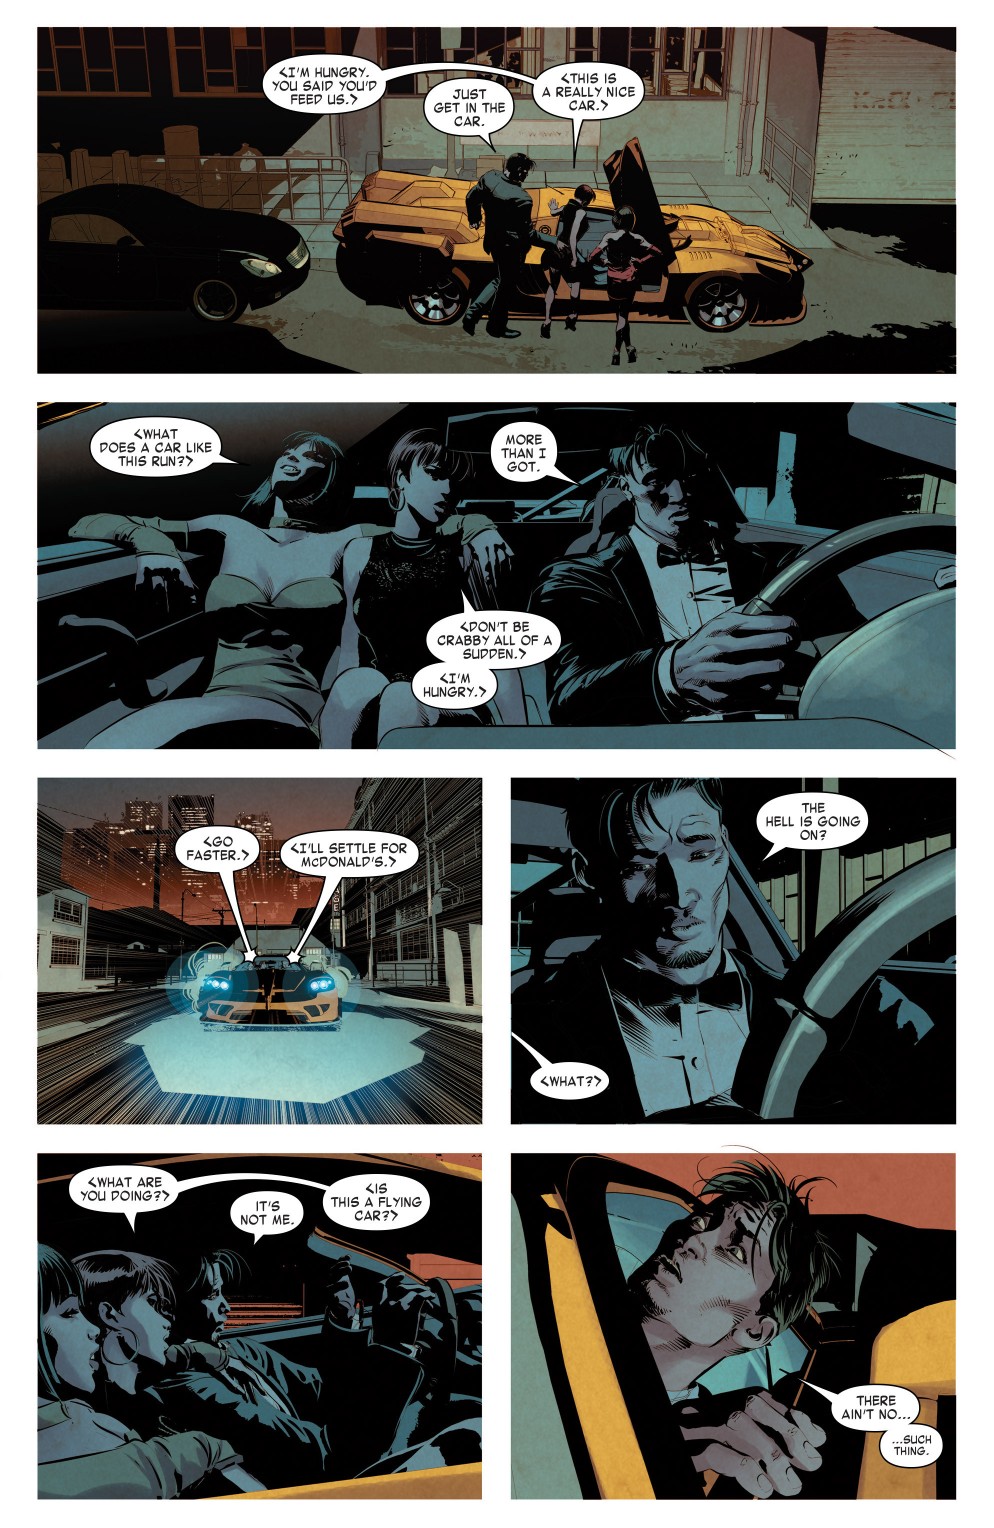 <I'M HUNGRY.
YOU SAID YOU'D
FEED US.>
JUST
GET IN THE
CAR.
<THIS IS
A REALLY NICE
CAR.>
<WHAT
DOES A CAR LIKE
THIS RUN?>
MORE
THAN I
GOT.
<DON'T BE
CRABBY ALL OF A
SUDDEN.>
<I'M
HUNGRY.>
<GO
FASTER.>
<I'LL SETTLE FOR
McDONALD'S.>
THE
HELL IS GOING
ON?
<WHAT?>
<WHAT ARE
YOU DOING?>
IT'S
NOT ME.
<IS
THIS A FLYING
CAR?>
THERE
AIN'T NO...
...SUCH
THING.